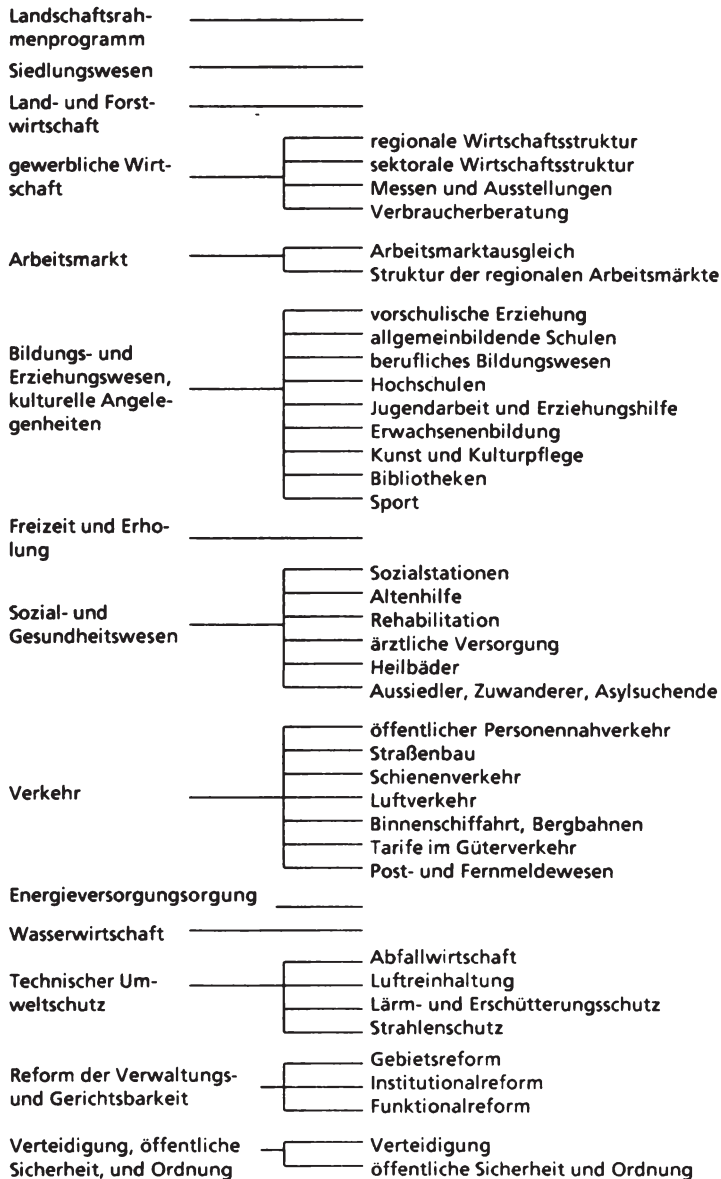 Landschaftsrah-
menprogramm
Siedlungswesen
Land- und Forst-
wirtschaft
gewerbliche Wirt-
schaft
regionale Wirtschaftsstruktur
sektorale Wirtschaftsstruktur
Messen und Ausstellungen
Verbraucherberatung
Arbeitsmarkt
Arbeitsmarktausgleich
Struktur der regionalen Arbeitsmärkte
Bildungs- und
Erziehungswesen,
kulturelle Angele-
genheiten
vorschulische Erziehung
allgemeinbildende Schulen
berufliches Bildungswesen
Hochschulen
Jugendarbeit und Erziehungshilfe
Erwachsenenbildung
Kunst und Kulturpflege
Bibliotheken
Sport
Freizeit und Erho-
lung
Sozial- und
Gesundheitswesen
Sozialstationen
Altenhilfe
Rehabilitation
ärztliche Versorgung
Heilbäder
Aussiedler, Zuwanderer, Asylsuchende
Verkehr
öffentlicher Personennahverkehr
Straßenbau
Schienenverkehr
Luftverkehr
Binnenschiffahrt, Bergbahnen
Tarife im Güterverkehr
Post- und Fernmeldewesen
Energieversorgungsorgung
Wasserwirtschaft
Technischer Um-
weltschutz
Abfallwirtschaft
Luftreinhaltung
Lärm- und Erschütterungsschutz
Strahlenschutz
Reform der Verwaltungs-
und Gerichtsbarkeit
Gebietsreform
Institutionalreform
Funktionalreform
Verteidigung, öffentliche
Sicherheit, und Ordnung
Verteidigung
öffentliche Sicherheit und Ordnung